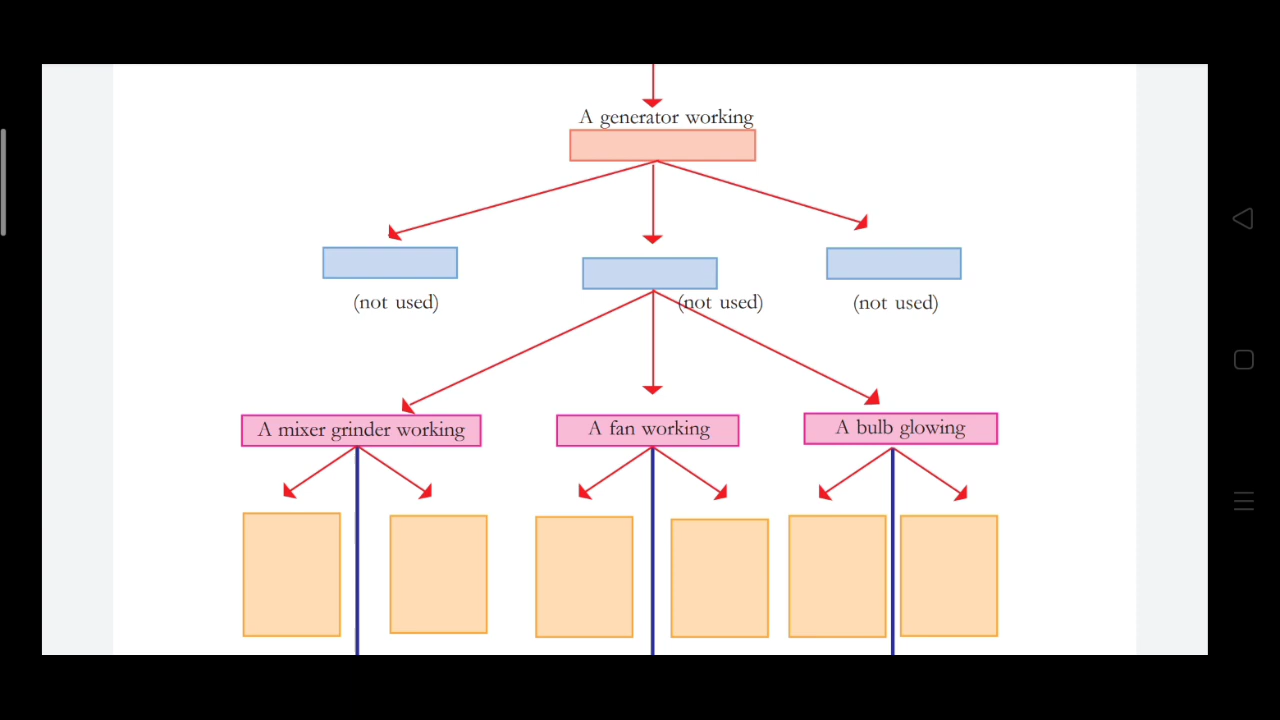 A generator working
(not used)
(not used)
(not used)
A mixer grinder working
A fan working
A bulb glowing